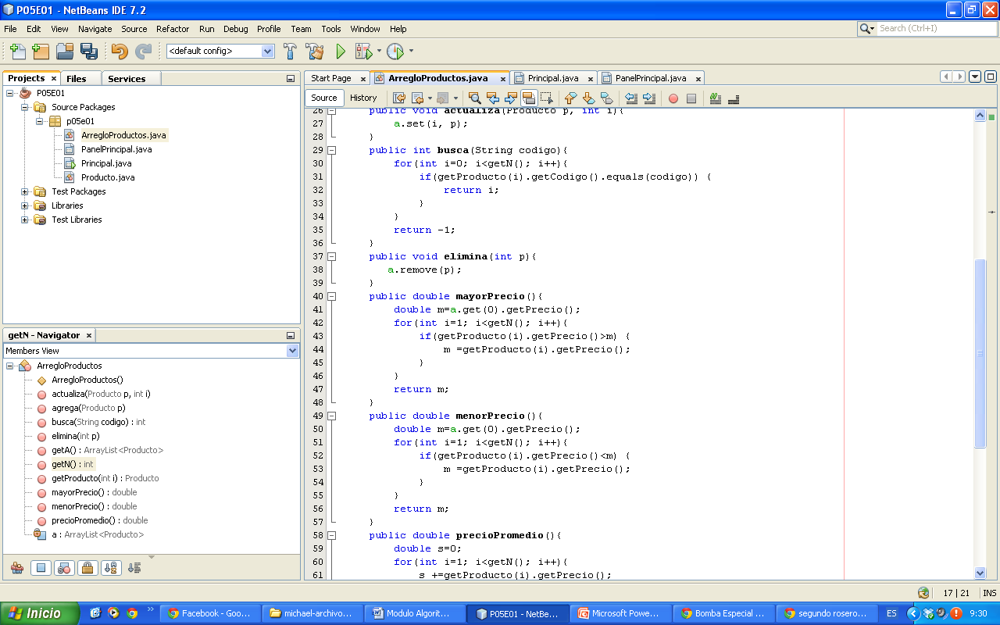 P05E01 - NetBeans IDE 7.2
File Edit View Navigate Source Refactor Run Debug Profile Team Tools Window Help
Search (Ctrl+I)
<default config>
Projects Files Services
Start Page ArregloProductos.java Principal.java PanelPrincipal.java
Source History
P05E01
Source Packages
p05e01
ArregloProductos.java
PanelPrincipal.java
Principal.java
Producto.java
Test Packages
Libraries
Test Libraries
getN - Navigator
Members View
ArregloProductos
ArregloProductos()
actualiza(Producto p, int i)
agrega(Producto p)
busca(String codigo) : int
elimina(int p)
getA() : ArrayList<Producto>
getN() : int
getProducto(int i) : Producto
mayorPrecio() : double
menorPrecio() : double
precioPromedio() : double
a : ArrayList<Producto>
26 public void actualiza(Producto p, int i){
27 a.set(i, p);
28 }
29 public int busca(String codigo){
30 for(int i=0; i<getN(); i++){
31 if(getProducto(i).getCodigo().equals(codigo)) {
32 return i;
33 }
34 }
35 return -1;
36 }
37 public void elimina(int p){
38 a.remove(p);
39 }
40 public double mayorPrecio(){
41 double m=a.get(0).getPrecio();
42 for(int i=1; i<getN(); i++){
43 if(getProducto(i).getPrecio()>m) {
44 m =getProducto(i).getPrecio();
45 }
46 }
47 return m;
48 }
49 public double menorPrecio(){
50 double m=a.get(0).getPrecio();
51 for(int i=1; i<getN(); i++){
52 if(getProducto(i).getPrecio()<m) {
53 m =getProducto(i).getPrecio();
54 }
55 }
56 return m;
57 }
58 public double precioPromedio(){
59 double s=0;
60 for(int i=1; i<getN(); i++){
61 s +=getProducto(i).getPrecio();
17 | 21 INS
Inicio Facebook - Goo... michael-archivo... Modulo Algorit... P05E01 - NetBe... Microsoft Powe... Bomba Especial ... segundo rosero... ES 9:30